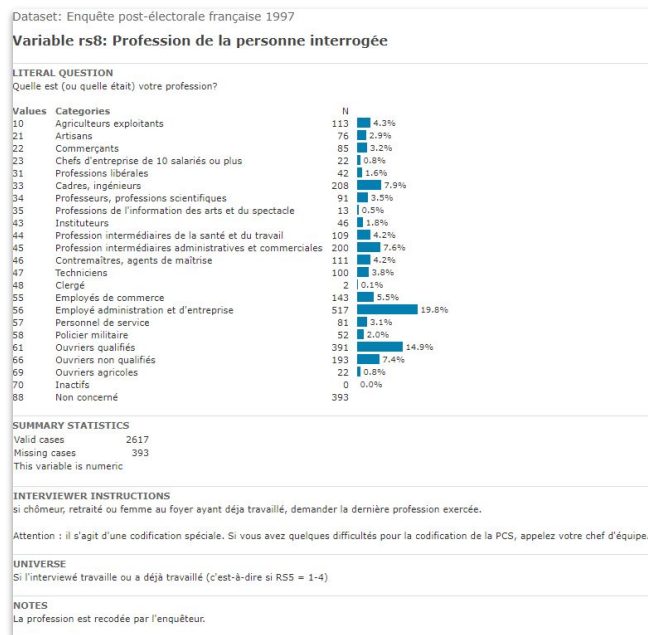 Dataset: Enquête post-électorale française 1997
Variable rs8: Profession de la personne interrogée
LITERAL QUESTION
Quelle est (ou quelle était) votre profession?
Values Categories N
10 Agriculteurs exploitants 113 4.3%
21 Artisans 76 2.9%
22 Commerçants 85 3.2%
23 Chefs d'entreprise de 10 salariés ou plus 22 0.8%
31 Professions libérales 42 1.6%
33 Cadres, ingénieurs 208 7.9%
34 Professeurs, professions scientifiques 91 3.5%
35 Professions de l'information des arts et du spectacle 13 0.5%
43 Instituteurs 46 1.8%
44 Profession intermédiaires de la santé et du travail 109 4.2%
45 Profession intermédiaires administratives et commerciales 200 7.6%
46 Contremaîtres, agents de maîtrise 111 4.2%
47 Techniciens 100 3.8%
48 Clergé 2 0.1%
55 Employés de commerce 143 5.5%
56 Employé administration et d'entreprise 517 19.8%
57 Personnel de service 81 3.1%
58 Policier militaire 52 2.0%
61 Ouvriers qualifiés 391 14.9%
66 Ouvriers non qualifiés 193 7.4%
69 Ouvriers agricoles 22 0.8%
70 Inactifs 0 0.0%
88 Non concerné 393
SUMMARY STATISTICS
Valid cases 2617
Missing cases 393
This variable is numeric
INTERVIEWER INSTRUCTIONS
si chômeur, retraité ou femme au foyer ayant déja travaillé, demander la dernière profession exercée.
Attention : il s'agit d'une codification spéciale. Si vous avez quelques difficultés pour la codification de la PCS, appelez votre chef d'équipe.
UNIVERSE
Si l'interviewé travaille ou a déjà travaillé (c'est-à-dire si RS5 = 1-4)
NOTES
La profession est recodée par l'enquêteur.